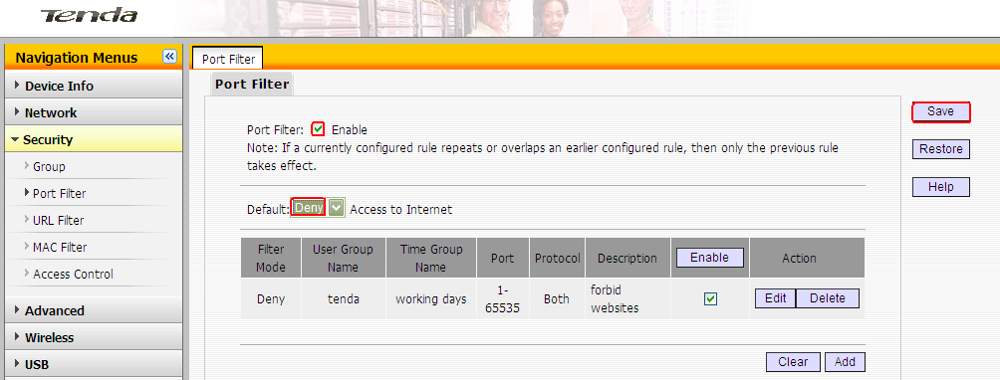 Tenda
Navigation Menus
Device Info
Network
Security
Group
Port Filter
URL Filter
MAC Filter
Access Control
Advanced
Wireless
USB
Port Filter
Port Filter
Port Filter: Enable
Note: If a currently configured rule repeats or overlaps an earlier configured rule, then only the previous rule
takes effect.
Default: Deny Access to Internet
Filter Mode User Group Name Time Group Name Port Protocol Description Enable Action
Deny tenda working days 1-65535 Both forbid websites Edit Delete
Clear Add
Save
Restore
Help